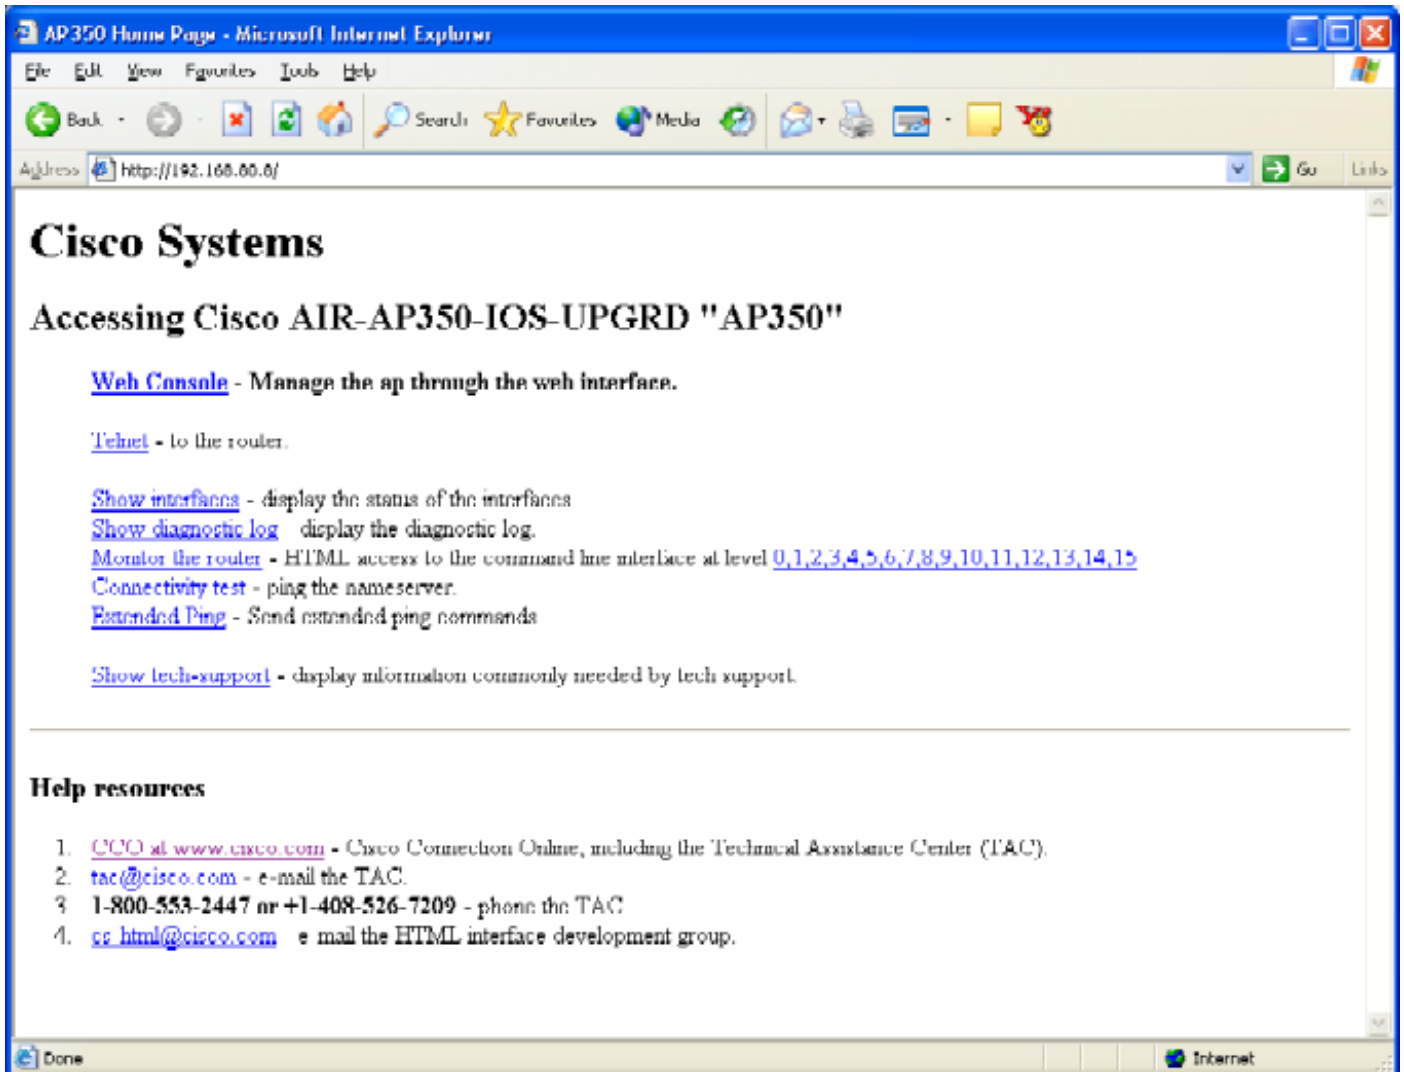 AP350 Home Page - Microsoft Internet Explorer
File Edit View Favorites Tools Help
Back Search Favorites Media
Address http://192.168.80.8/ Go Links
Cisco Systems
Accessing Cisco AIR-AP350-IOS-UPGRD "AP350"
Web Console - Manage the ap through the web interface.
Telnet - to the router.
Show interfaces - display the status of the interfaces
Show diagnostic log display the diagnostic log.
Monitor the router - HTML access to the command line interface at level 0,1,2,3,4,5,6,7,8,9,10,11,12,13,14,15
Connectivity test - ping the nameserver.
Extended Ping - Send extended ping commands
Show tech-support - display information commonly needed by tech support.
Help resources
1. CCO at www.cisco.com - Cisco Connection Online, including the Technical Assistance Center (TAC).
2. tac@cisco.com - e-mail the TAC.
3 1-800-553-2447 or +1-408-526-7209 - phone the TAC
4. cs html@cisco.com e mail the HTML interface development group.
Done Internet